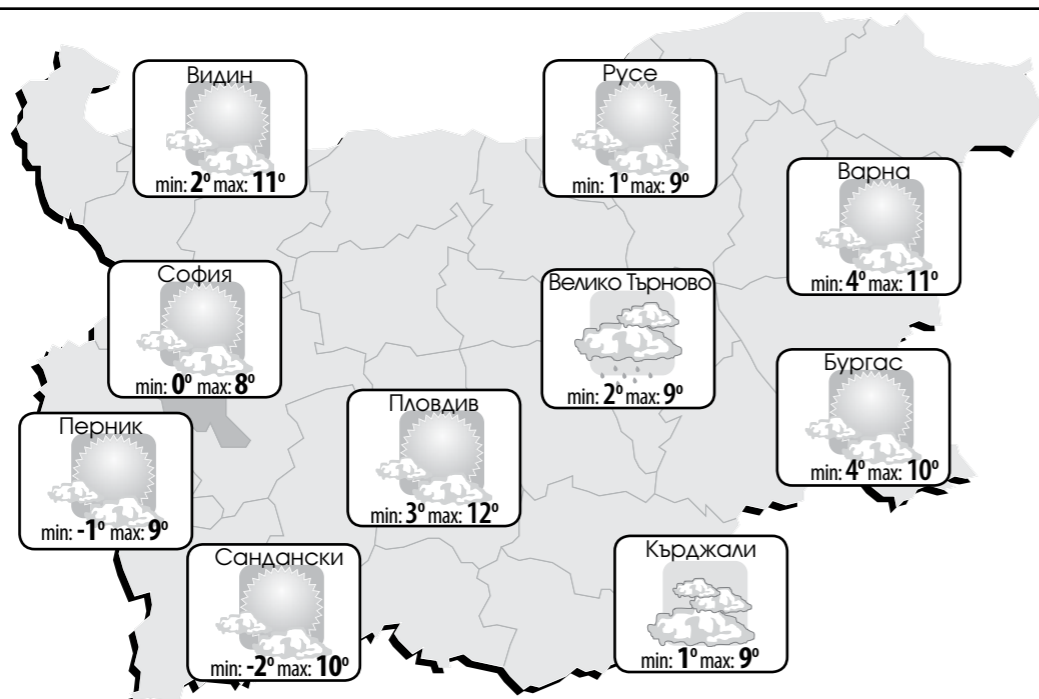 Видин
min: 2° max: 11°
Русе
min: 1° max: 9°
Варна
min: 4° max: 11°
София
min: 0° max: 8°
Велико Търново
min: 2° max: 9°
Бургас
min: 4° max: 10°
Пловдив
min: 3° max: 12°
Перник
min: -1° max: 9°
Сандански
min: -2° max: 10°
Кърджали
min: 1° max: 9°